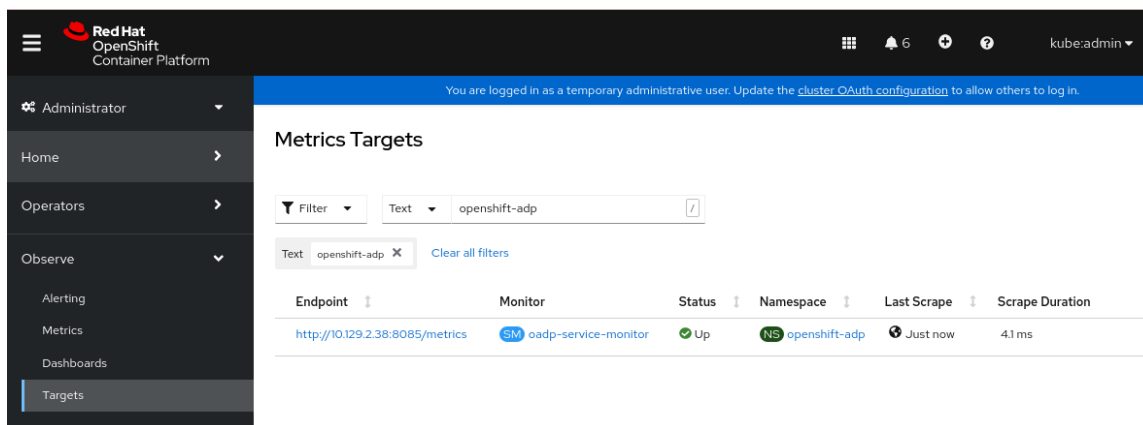 Red Hat
OpenShift
Container Platform
6
kube:admin
Administrator
You are logged in as a temporary administrative user. Update the cluster OAuth configuration to allow others to log in.
Home
Operators
Observe
Alerting
Metrics
Dashboards
Targets
Metrics Targets
Filter Text openshift-adp /
Text openshift-adp Clear all filters
Endpoint Monitor Status Namespace Last Scrape Scrape Duration
http://10.129.2.38:8085/metrics SM oadp-service-monitor Up NS openshift-adp Just now 4.1 ms